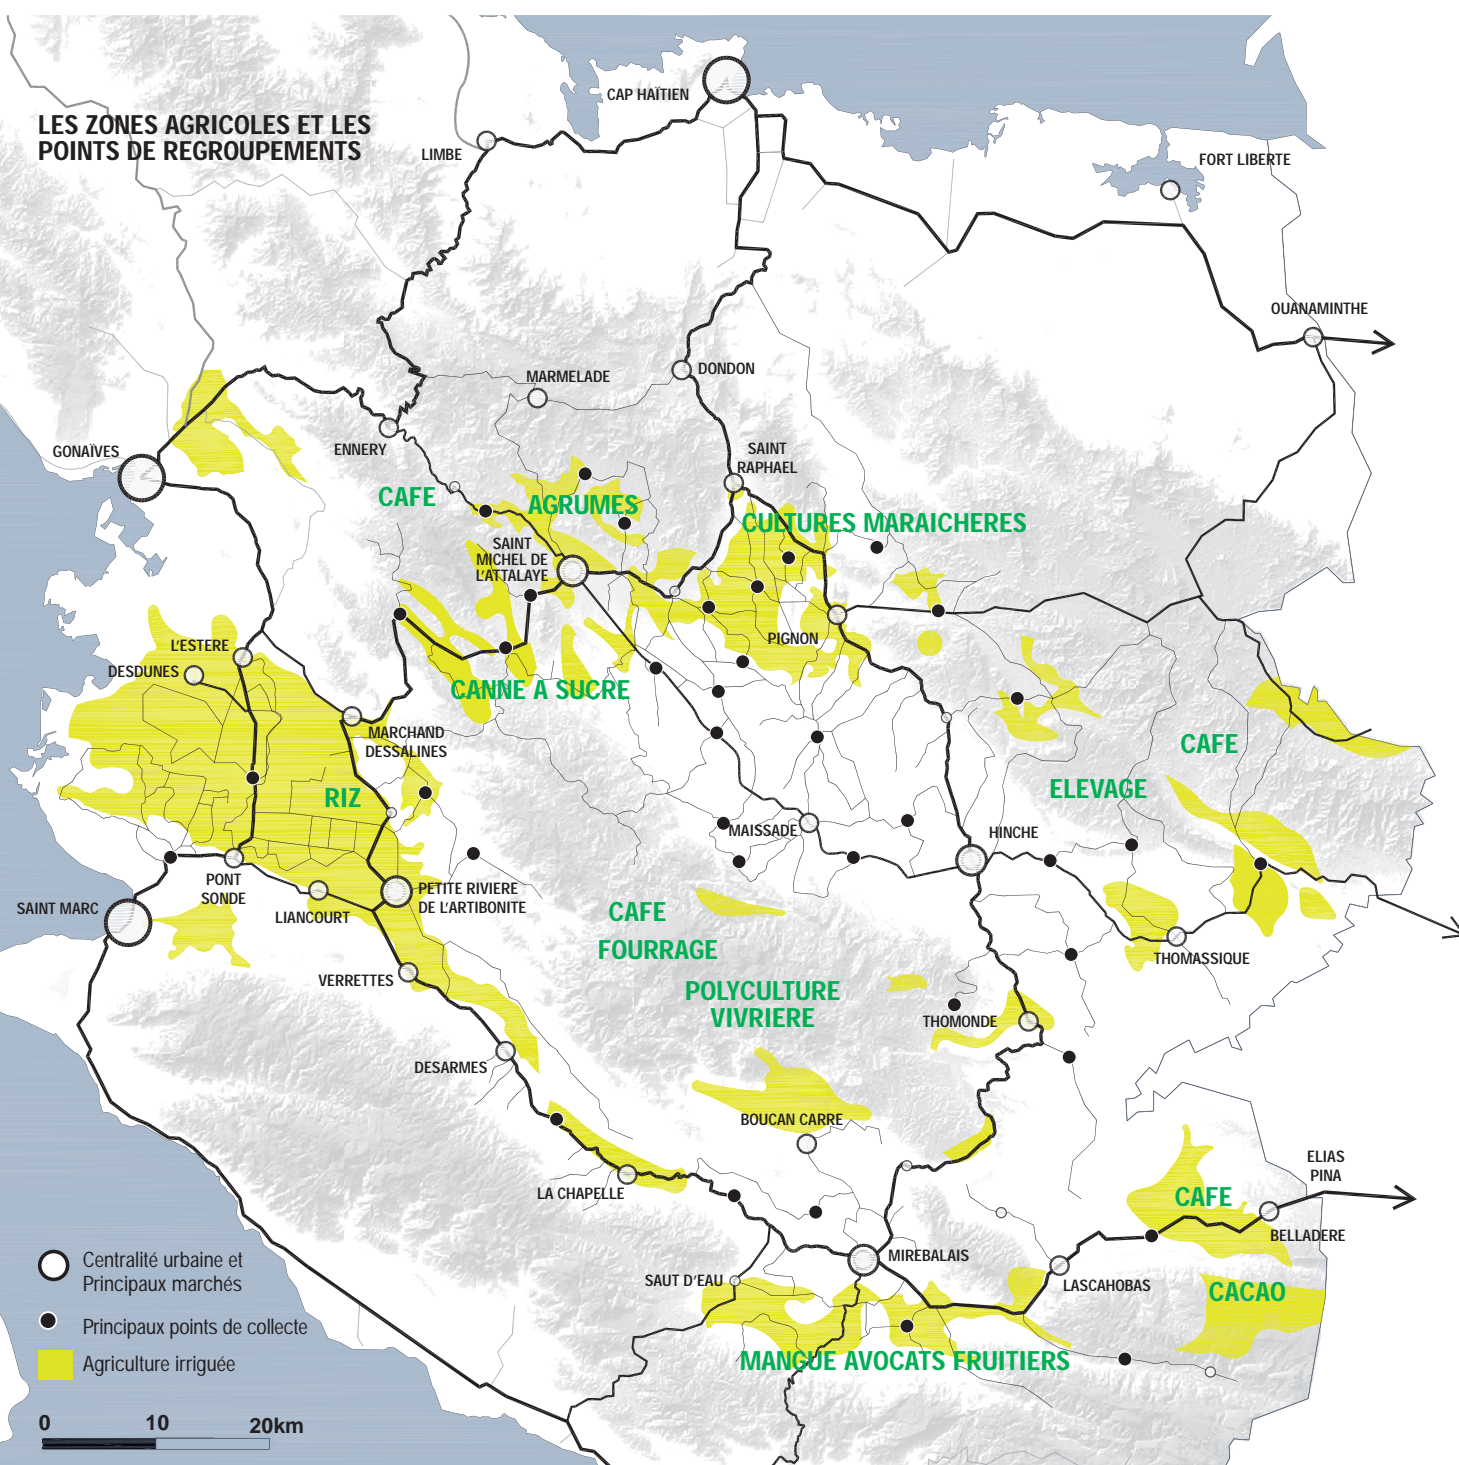 LES ZONES AGRICOLES ET LES
POINTS DE REGROUPEMENTS
CAP HAÏTIEN
LIMBE
FORT LIBERTE
OUANAMINTHE
DONDON
MARMELADE
ENNERY
GONAÏVES
SAINT
RAPHAEL
CAFE
AGRUMES
CULTURES MARAICHERES
SAINT
MICHEL DE
L'ATTALAYE
PIGNON
L'ESTERE
DESDUNES
CANNE A SUCRE
MARCHAND
DESSALINES
CAFE
ELEVAGE
RIZ
MAISSADE
HINCHE
PONT
SONDE
LIANCOURT
PETITE RIVIERE
DE L'ARTIBONITE
SAINT MARC
CAFE
FOURRAGE
VERRETTES
THOMASSIQUE
POLYCULTURE
VIVRIERE
THOMONDE
DESARMES
BOUCAN CARRE
LA CHAPELLE
ELIAS
PINA
CAFE
BELLADERE
MIREBALAIS
SAUT D'EAU
LASCAHOBAS
CACAO
MANGUE AVOCATS FRUITIERS
Centralité urbaine et
Principaux marchés
Principaux points de collecte
Agriculture irriguée
0 10 20km